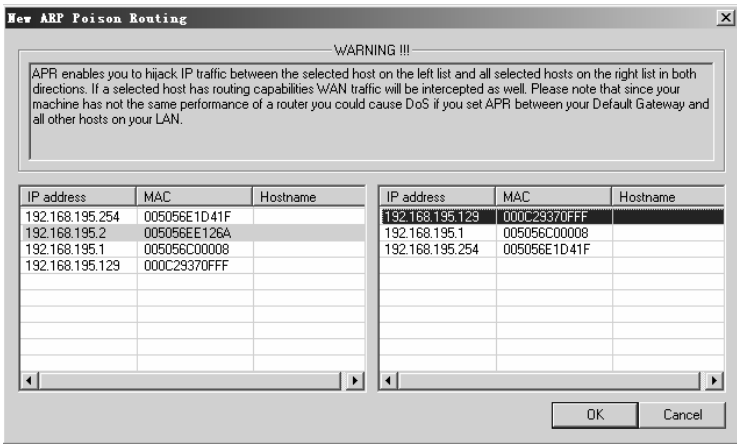 New ARP Poison Routing
WARNING !!!
APR enables you to hijack IP traffic between the selected host on the left list and all selected hosts on the right list in both
directions. If a selected host has routing capabilities WAN traffic will be intercepted as well. Please note that since your
machine has not the same performance of a router you could cause DoS if you set APR between your Default Gateway and
all other hosts on your LAN.
IP address MAC Hostname
192.168.195.254 005056E1D41F
192.168.195.2 005056EE126A
192.168.195.1 005056C00008
192.168.195.129 000C29370FFF
IP address MAC Hostname
192.168.195.129 000C29370FFF
192.168.195.1 005056C00008
192.168.195.254 005056E1D41F
OK Cancel